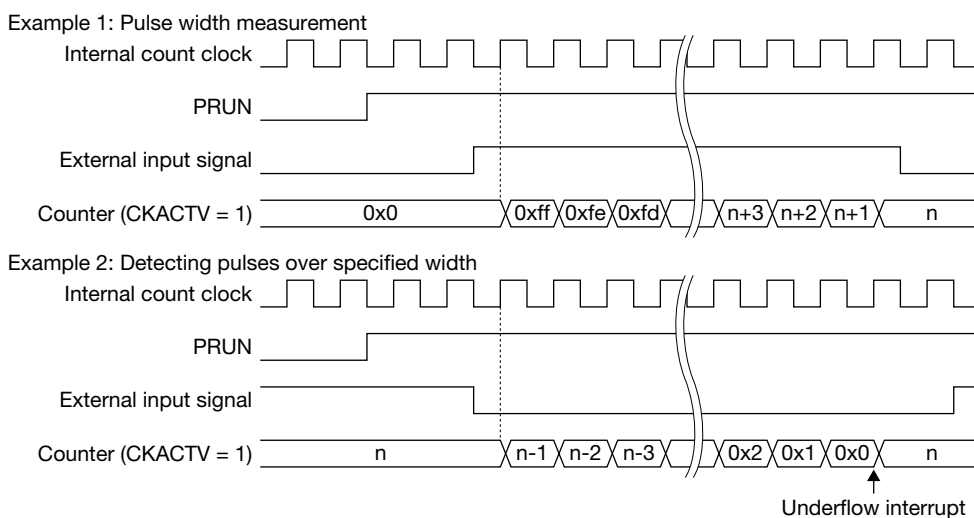 Example 1: Pulse width measurement
Internal count clock
PRUN
External input signal
Counter (CKACTV = 1) 0x0 0xff 0xfe 0xfd n+3 n+2 n+1 n
Example 2: Detecting pulses over specified width
Internal count clock
PRUN
External input signal
Counter (CKACTV = 1) n n-1 n-2 n-3 0x2 0x1 0x0 n
Underflow interrupt